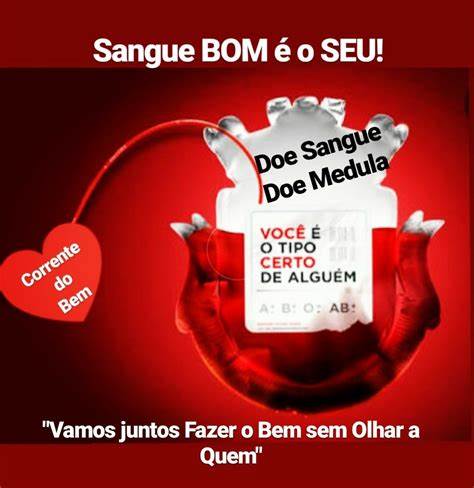 Sangue BOM é o SEU!
Doe Sangue
Doe Medula
VOCÊ É
O TIPO
CERTO
DE ALGUÉM
A: B: O: AB:
Corrente
do
Bem
"Vamos juntos Fazer o Bem sem Olhar a
Quem"